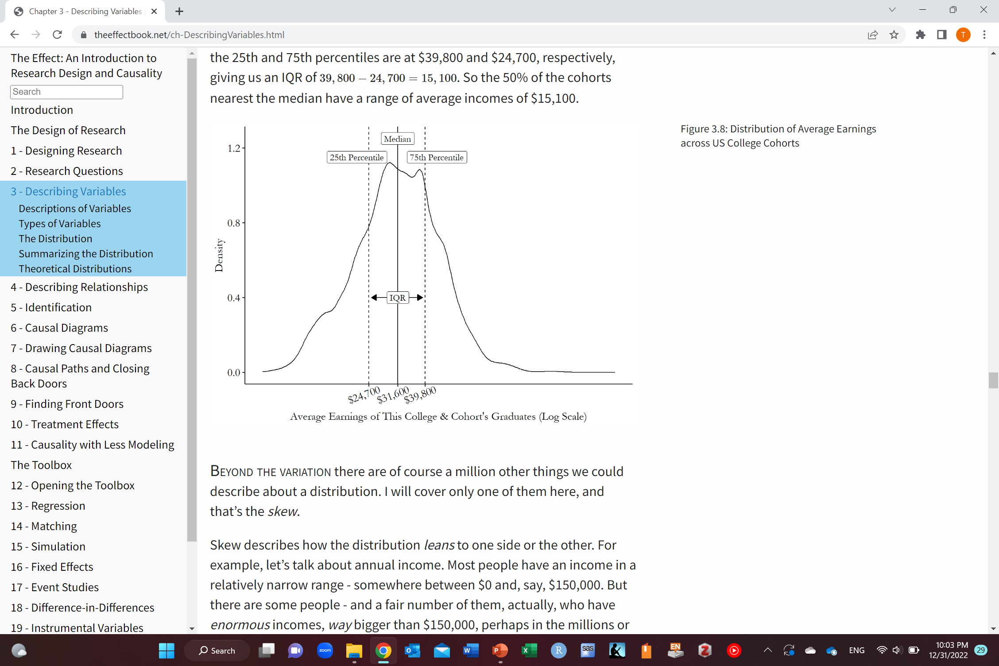 Chapter 3 - Describing Variables
theeffectbook.net/ch-DescribingVariables.html
T
The Effect: An Introduction to
Research Design and Causality
Search
Introduction
The Design of Research
1 - Designing Research
2 - Research Questions
3 - Describing Variables
Descriptions of Variables
Types of Variables
The Distribution
Summarizing the Distribution
Theoretical Distributions
4 - Describing Relationships
5 - Identification
6 - Causal Diagrams
7 - Drawing Causal Diagrams
8 - Causal Paths and Closing
Back Doors
9 - Finding Front Doors
10 - Treatment Effects
11 - Causality with Less Modeling
The Toolbox
12 - Opening the Toolbox
13 - Regression
14 - Matching
15 - Simulation
16 - Fixed Effects
17 - Event Studies
18 - Difference-in-Differences
19 - Instrumental Variables
the 25th and 75th percentiles are at $39,800 and $24,700, respectively,
giving us an IQR of 39, 800 − 24, 700 = 15, 100. So the 50% of the cohorts
nearest the median have a range of average incomes of $15,100.
Median
1.2
25th Percentile
75th Percentile
0.8
Density
0.4
IQR
0.0
$24,700
$31,600
$39,800
Average Earnings of This College & Cohort's Graduates (Log Scale)
Figure 3.8: Distribution of Average Earnings
across US College Cohorts
BEYOND THE VARIATION there are of course a million other things we could
describe about a distribution. I will cover only one of them here, and
that’s the skew.
Skew describes how the distribution leans to one side or the other. For
example, let’s talk about annual income. Most people have an income in a
relatively narrow range - somewhere between $0 and, say, $150,000. But
there are some people - and a fair number of them, actually, who have
enormous incomes, way bigger than $150,000, perhaps in the millions or
Search
zoom
O
W
P
X
R
sas
EN
Z
ENG
10:03 PM
12/31/2022
29